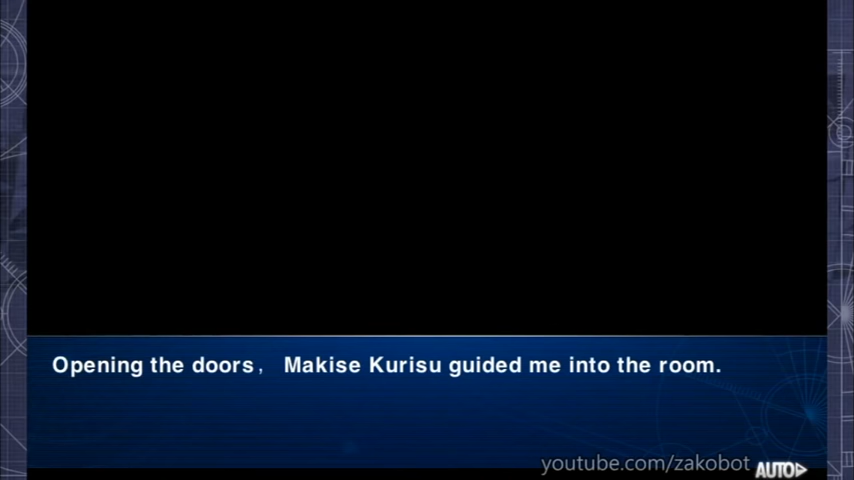 Opening the doors, Makise Kurisu guided me into the room.
youtube.com/zakobot
AUTO